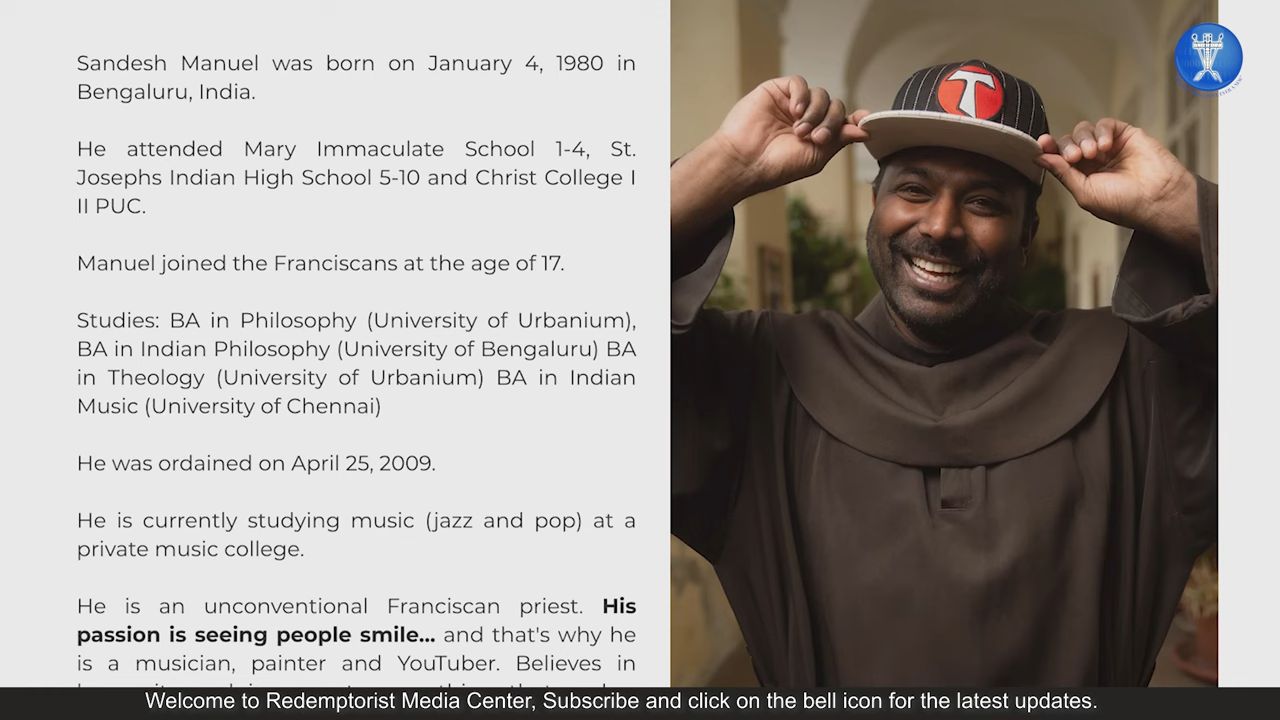 Sandesh Manuel was born on January 4, 1980 in
Bengaluru, India.
He attended Mary Immaculate School 1-4, St.
Josephs Indian High School 5-10 and Christ College I
II PUC.
Manuel joined the Franciscans at the age of 17.
Studies: BA in Philosophy (University of Urbanium),
BA in Indian Philosophy (University of Bengaluru) BA
in Theology (University of Urbanium) BA in Indian
Music (University of Chennai)
He was ordained on April 25, 2009.
He is currently studying music (jazz and pop) at a
private music college.
He is an unconventional Franciscan priest. His
passion is seeing people smile... and that's why he
is a musician, painter and YouTuber. Believes in
T
Welcome to Redemptorist Media Center, Subscribe and click on the bell icon for the latest updates.